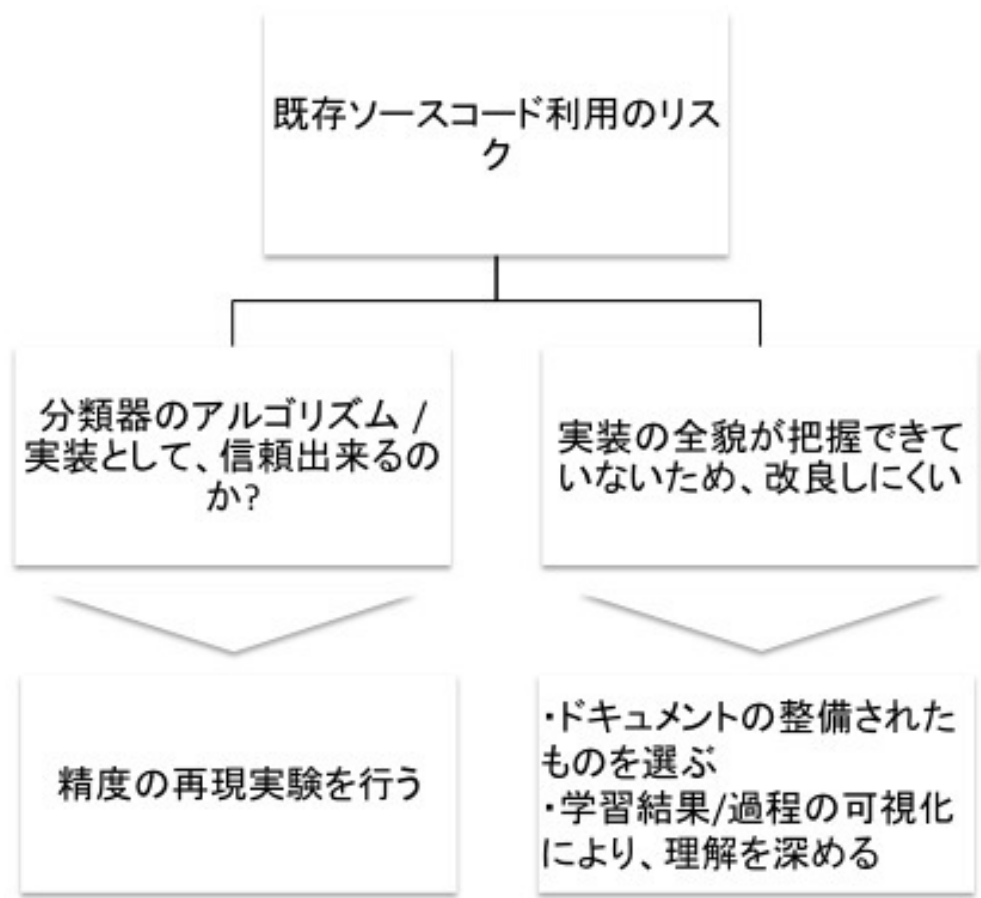 既存ソースコード利用のリス
ク
分類器のアルゴリズム /
実装として、信頼出来るの
か?
実装の全貌が把握できて
いないため、改良しにくい
精度の再現実験を行う
・ドキュメントの整備された
ものを選ぶ
・学習結果/過程の可視化
により、理解を深める